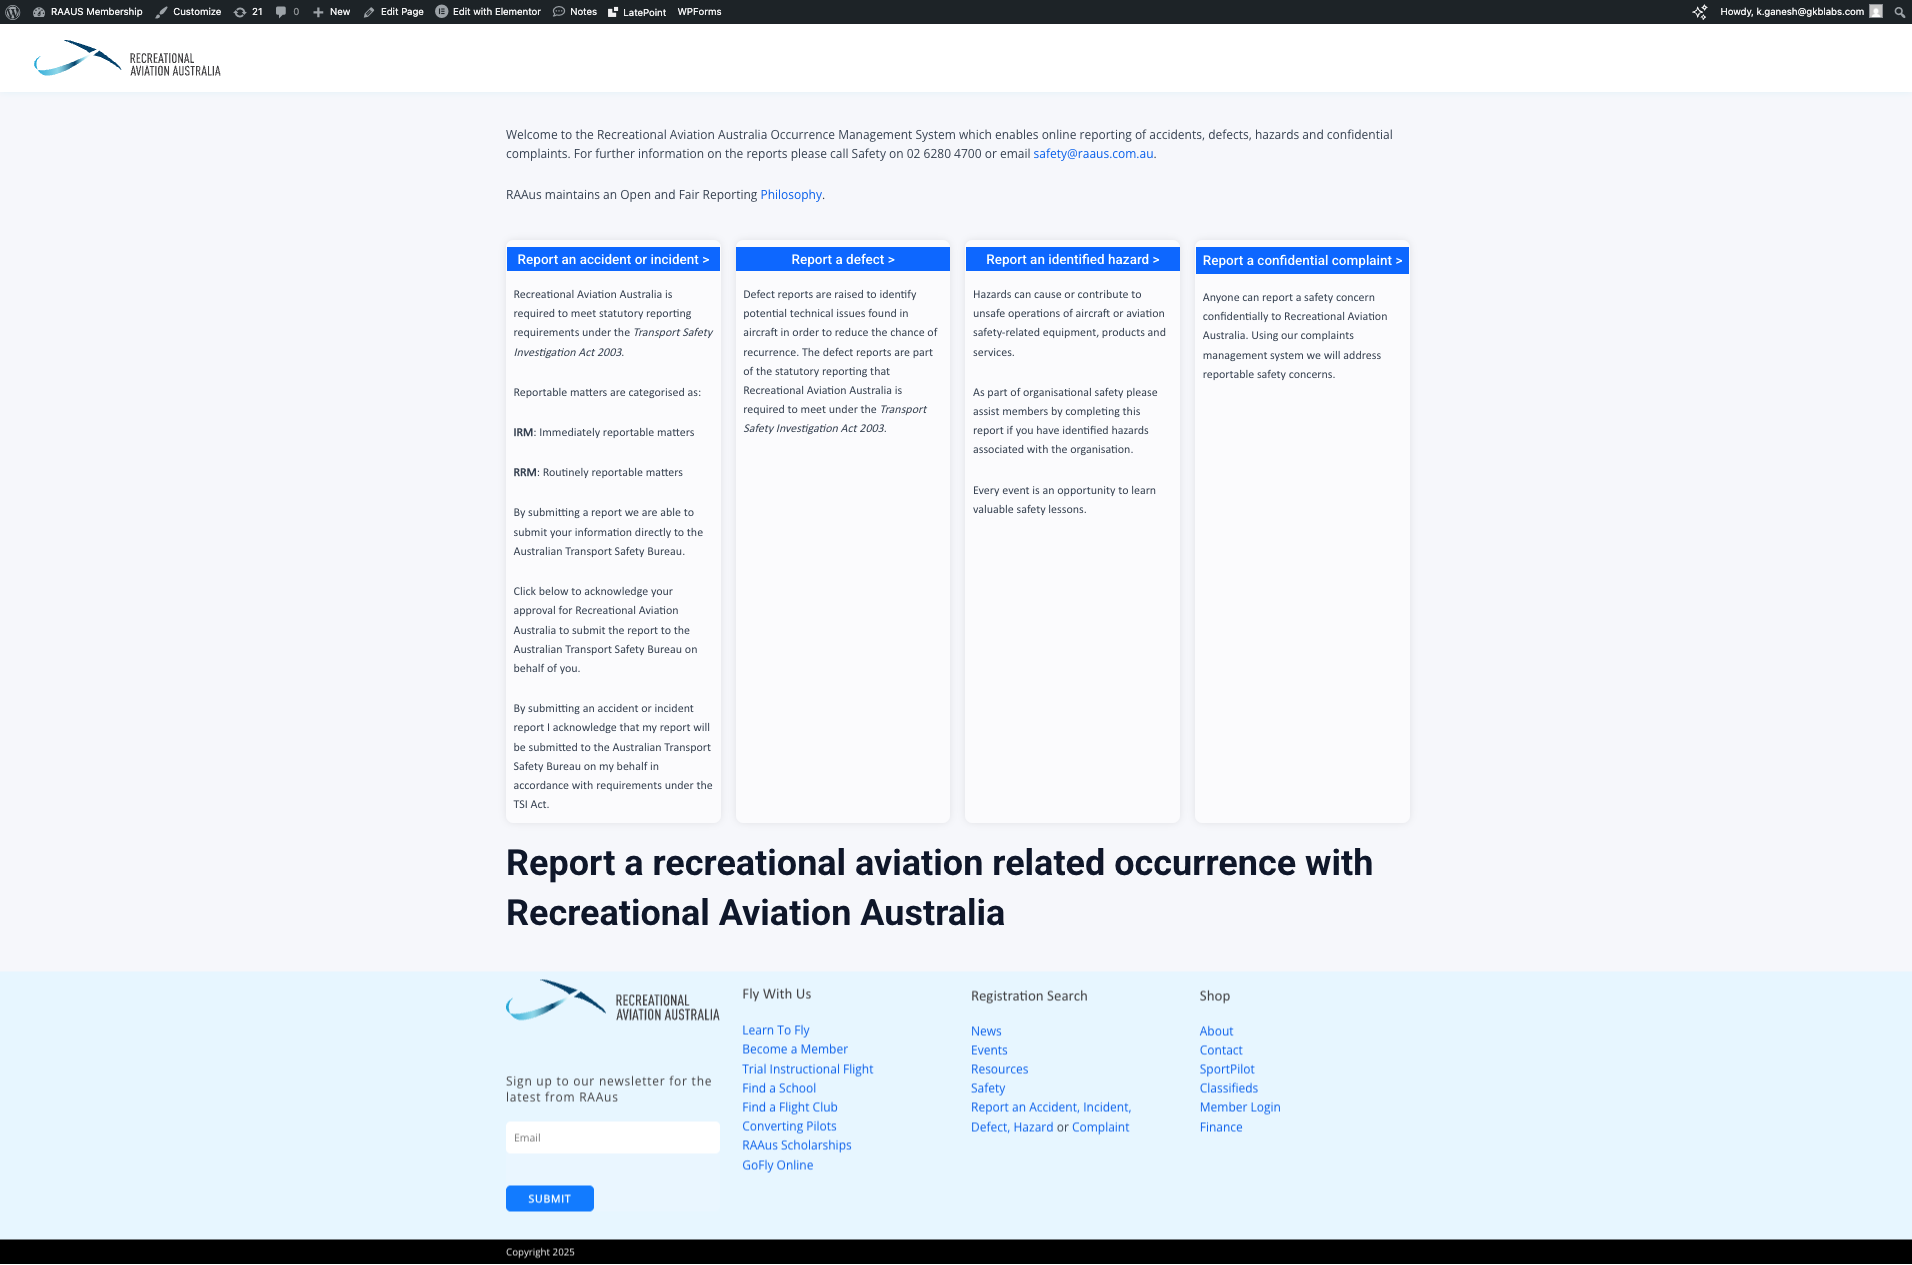 RAAUS Membership Customize 21 0 New Edit Page Edit with Elementor Notes LatePoint WPForms Howdy, k.ganesh@gkblabs.com
RECREATIONAL
AVIATION AUSTRALIA
Welcome to the Recreational Aviation Australia Occurrence Management System which enables online reporting of accidents, defects, hazards and confidential
complaints. For further information on the reports please call Safety on 02 6280 4700 or email safety@raaus.com.au.
RAAus maintains an Open and Fair Reporting Philosophy.
Report an accident or incident >
Recreational Aviation Australia is
required to meet statutory reporting
requirements under the Transport Safety
Investigation Act 2003.
Reportable matters are categorised as:
IRM: Immediately reportable matters
RRM: Routinely reportable matters
By submitting a report we are able to
submit your information directly to the
Australian Transport Safety Bureau.
Click below to acknowledge your
approval for Recreational Aviation
Australia to submit the report to the
Australian Transport Safety Bureau on
behalf of you.
By submitting an accident or incident
report I acknowledge that my report will
be submitted to the Australian Transport
Safety Bureau on my behalf in
accordance with requirements under the
TSI Act.
Report a defect >
Defect reports are raised to identify
potential technical issues found in
aircraft in order to reduce the chance of
recurrence. The defect reports are part
of the statutory reporting that
Recreational Aviation Australia is
required to meet under the Transport
Safety Investigation Act 2003.
Report an identified hazard >
Hazards can cause or contribute to
unsafe operations of aircraft or aviation
safety-related equipment, products and
services.
As part of organisational safety please
assist members by completing this
report if you have identified hazards
associated with the organisation.
Every event is an opportunity to learn
valuable safety lessons.
Report a confidential complaint >
Anyone can report a safety concern
confidentially to Recreational Aviation
Australia. Using our complaints
management system we will address
reportable safety concerns.
Report a recreational aviation related occurrence with
Recreational Aviation Australia
RECREATIONAL
AVIATION AUSTRALIA
Sign up to our newsletter for the
latest from RAAus
Email
SUBMIT
Fly With Us
Learn To Fly
Become a Member
Trial Instructional Flight
Find a School
Find a Flight Club
Converting Pilots
RAAus Scholarships
GoFly Online
Registration Search
News
Events
Resources
Safety
Report an Accident, Incident,
Defect, Hazard or Complaint
Shop
About
Contact
SportPilot
Classifieds
Member Login
Finance
Copyright 2025